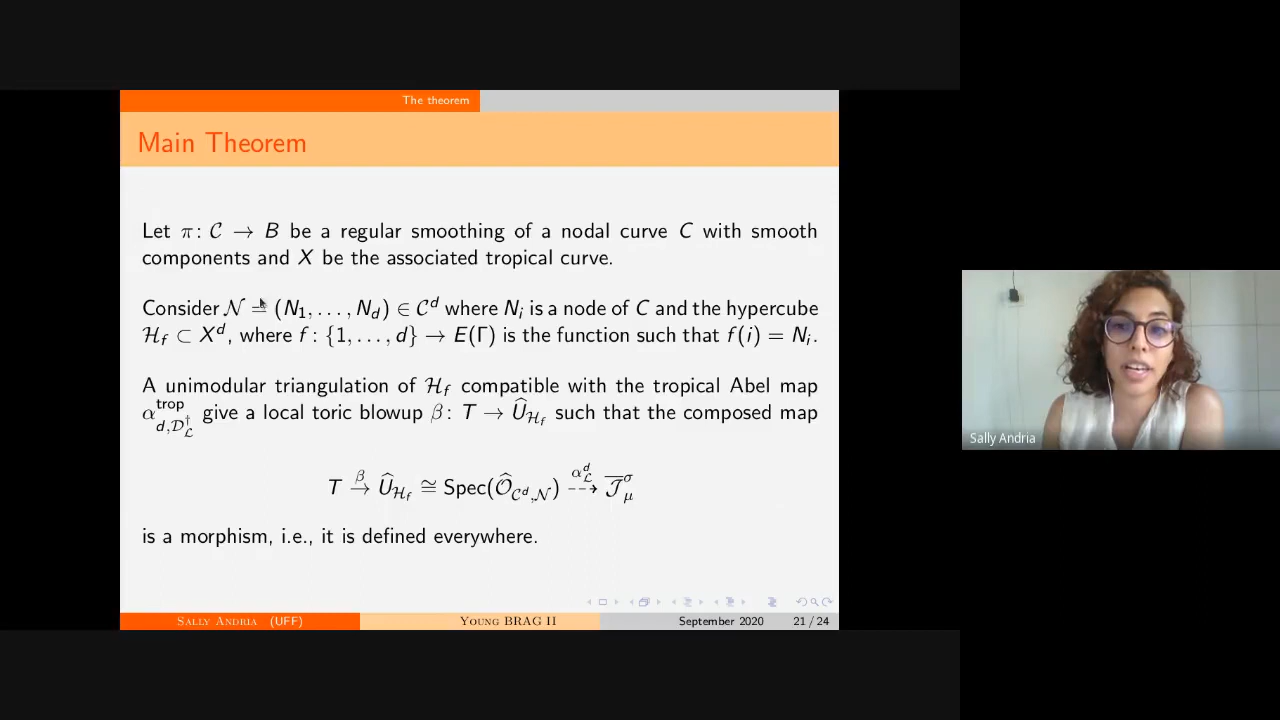 The theorem
Main Theorem
Let π: 𝒞 → B be a regular smoothing of a nodal curve C with smooth
components and X be the associated tropical curve.
Consider 𝒩 = (N₁, . . . , N_d) ∈ 𝒞^d where N_i is a node of C and the hypercube
ℋ_f ⊂ X^d, where f : {1, . . . , d} → E(Γ) is the function such that f(i) = N_i.
A unimodular triangulation of ℋ_f compatible with the tropical Abel map
α^trop_{d,𝒟^†_ℒ} give a local toric blowup β: T → Û_{ℋ_f} such that the composed map
T →^β Û_{ℋ_f} ≅ Spec(𝒪̂_{𝒞^d,𝒩}) ⇢^{α^d_ℒ} 𝒥̅^σ_μ
is a morphism, i.e., it is defined everywhere.
Sally Andria (UFF) Young BRAG II September 2020 21 / 24
Sally Andria